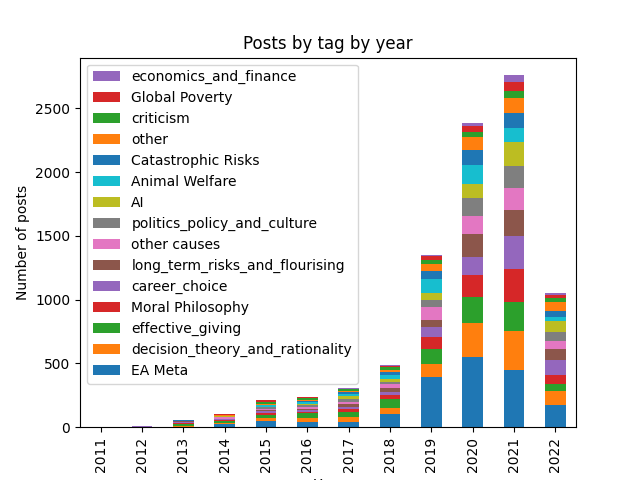 Posts by tag by year
economics_and_finance
Global Poverty
criticism
other
Catastrophic Risks
Animal Welfare
AI
politics_policy_and_culture
other causes
long_term_risks_and_flourising
career_choice
Moral Philosophy
effective_giving
decision_theory_and_rationality
EA Meta
Number of posts
2500
2000
1500
1000
500
0
2011
2012
2013
2014
2015
2016
2017
2018
2019
2020
2021
2022